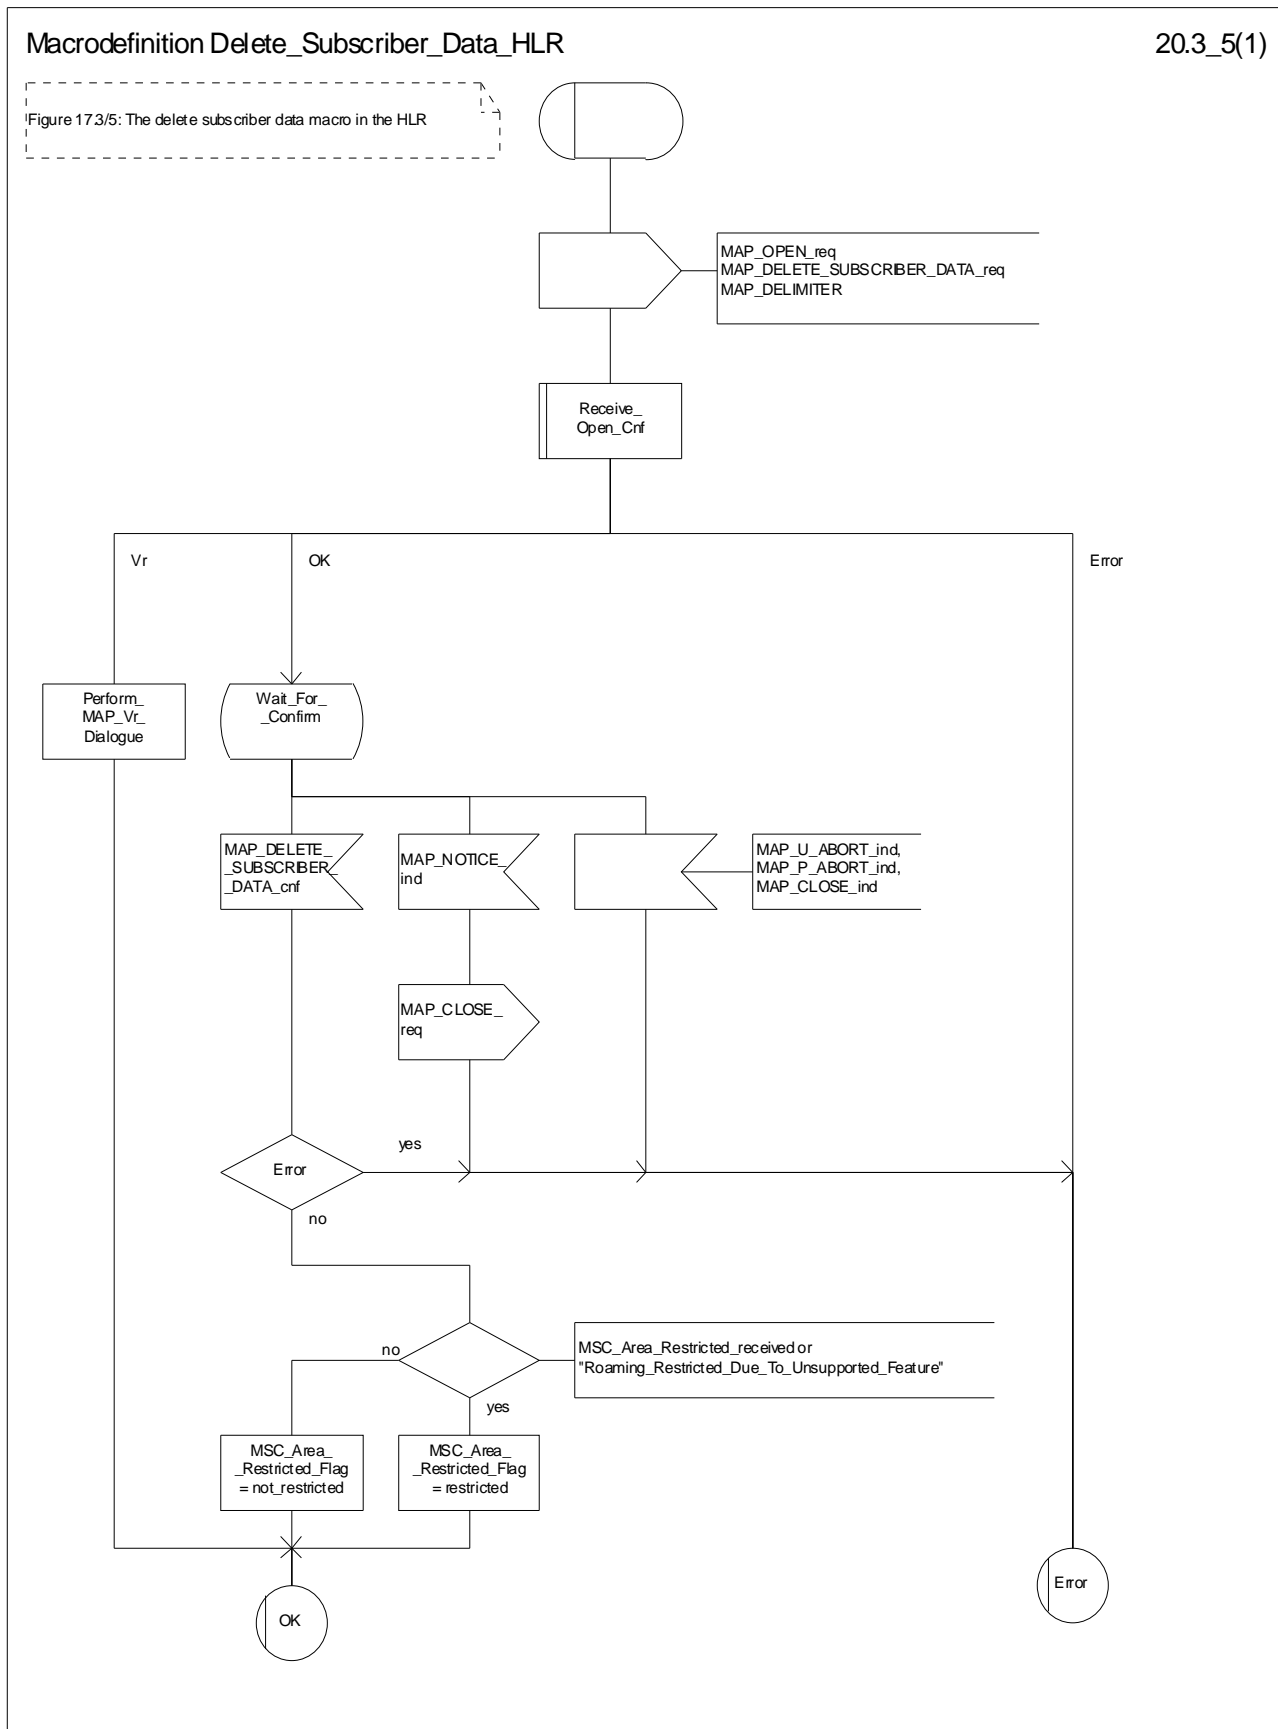 Macrodefinition Delete_Subscriber_Data_HLR
20.3_5(1)
Figure 17.3/5: The delete subscriber data macro in the HLR
MAP_OPEN_req
MAP_DELETE_SUBSCRIBER_DATA_req
MAP_DELIMITER
Receive_
Open_Cnf
Vr
OK
Error
Perform_
MAP_Vr_
Dialogue
Wait_For_
_Confirm
MAP_DELETE_
_SUBSCRIBER_
_DATA_cnf
MAP_NOTICE_
ind
MAP_U_ABORT_ind,
MAP_P_ABORT_ind,
MAP_CLOSE_ind
MAP_CLOSE_
req
Error
yes
no
no
MSC_Area_Restricted_received or
"Roaming_Restricted_Due_To_Unsupported_Feature"
yes
MSC_Area_
_Restricted_Flag
= not_restricted
MSC_Area_
_Restricted_Flag
= restricted
Error
OK